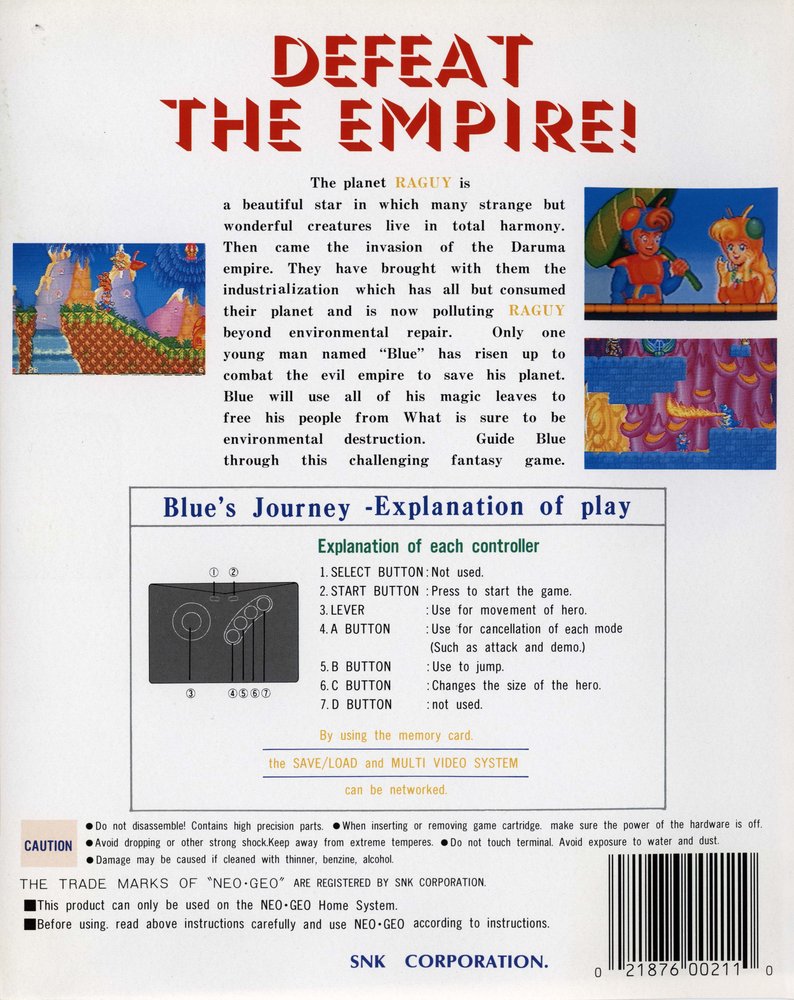 DEFEAT
THE EMPIRE!
The planet RAGUY is
a beautiful star in which many strange but
wonderful creatures live in total harmony.
Then came the invasion of the Daruma
empire. They have brought with them the
industrialization which has all but consumed
their planet and is now polluting RAGUY
beyond environmental repair. Only one
young man named “Blue” has risen up to
combat the evil empire to save his planet.
Blue will use all of his magic leaves to
free his people from What is sure to be
environmental destruction. Guide Blue
through this challenging fantasy game.
Blue's Journey -Explanation of play
Explanation of each controller
① ②
③ ④⑤⑥⑦
1. SELECT BUTTON : Not used.
2. START BUTTON : Press to start the game.
3. LEVER : Use for movement of hero.
4. A BUTTON : Use for cancellation of each mode
(Such as attack and demo.)
5. B BUTTON : Use to jump.
6. C BUTTON : Changes the size of the hero.
7. D BUTTON : not used.
By using the memory card.
the SAVE/LOAD and MULTI VIDEO SYSTEM
can be networked.
CAUTION
●Do not disassemble! Contains high precision parts. ●When inserting or removing game cartridge. make sure the power of the hardware is off.
●Avoid dropping or other strong shock.Keep away from extreme temperes. ●Do not touch terminal. Avoid exposure to water and dust.
●Damage may be caused if cleaned with thinner, benzine, alcohol.
THE TRADE MARKS OF “NEO·GEO” ARE REGISTERED BY SNK CORPORATION.
■This product can only be used on the NEO·GEO Home System.
■Before using. read above instructions carefully and use NEO·GEO according to instructions.
SNK CORPORATION.
0 21876 00211 0